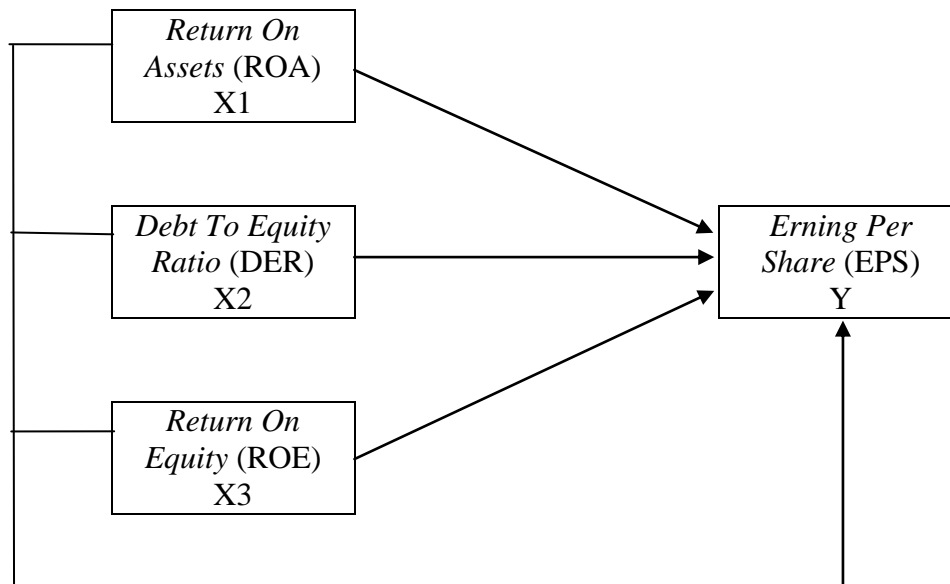 Return On
Assets (ROA)
X1
Debt To Equity
Ratio (DER)
X2
Erning Per
Share (EPS)
Y
Return On
Equity (ROE)
X3